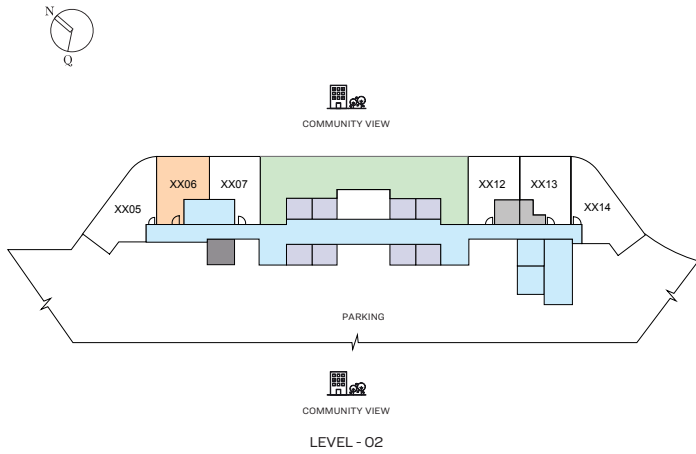 N
Q
COMMUNITY VIEW
XX05
XX06
XX07
XX12
XX13
XX14
PARKING
COMMUNITY VIEW
LEVEL - 02